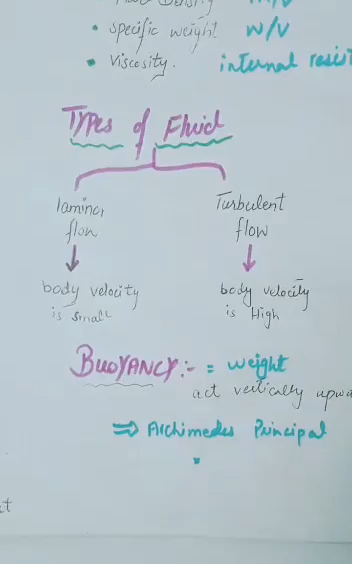 • Specific weight w/v
• Viscosity. internal
Types of Fluid
laminar Turbulent
flow flow
body velocity body velocity
is small is High
BUOYANCY:- = weight
act vertically
⇒ Archimedes Principal